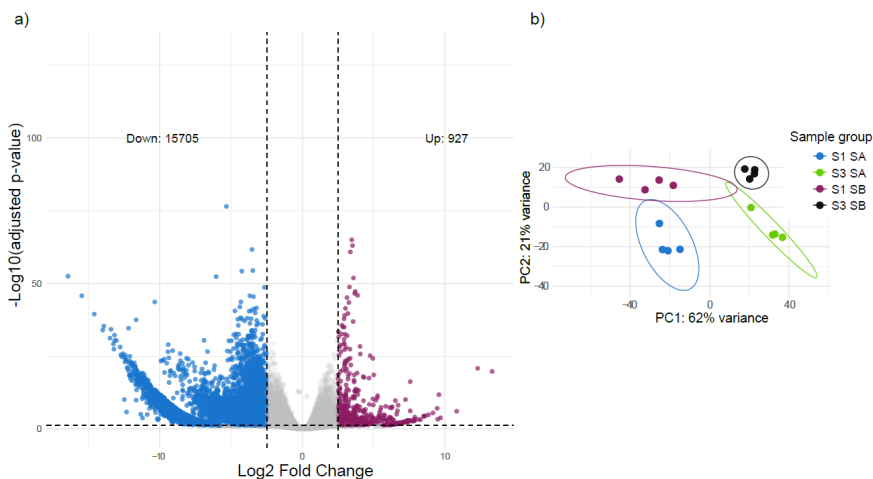 a)
-Log10(adjusted p-value)
100
50
0
Down: 15705
Up: 927
-10
0
10
Log2 Fold Change
b)
PC2: 21% variance
20
0
-20
-40
-40
0
40
PC1: 62% variance
Sample group
S1 SA
S3 SA
S1 SB
S3 SB